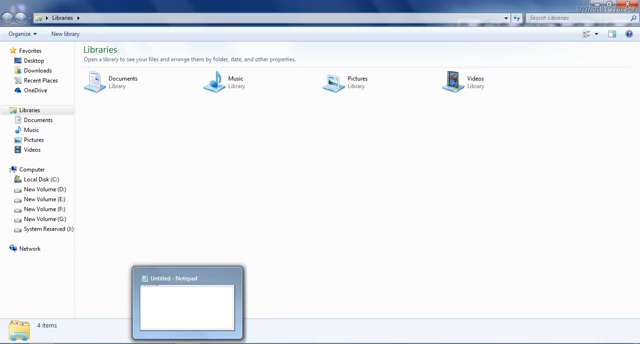 Libraries
Search Libraries
Organize
New library
Favorites
Desktop
Downloads
Recent Places
OneDrive
Libraries
Documents
Music
Pictures
Videos
Computer
Local Disk (C:)
New Volume (D:)
New Volume (E:)
New Volume (F:)
New Volume (G:)
System Reserved (J:)
Network
Libraries
Open a library to see your files and arrange them by folder, date, and other properties.
Documents
Library
Music
Library
Pictures
Library
Videos
Library
Untitled - Notepad
4 items